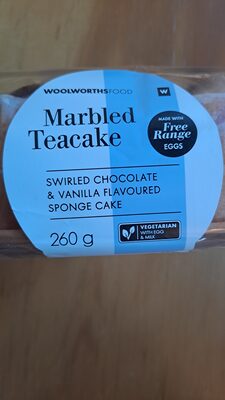 WOOLWORTHSFOOD
W
Marbled
Teacake
MADE WITH
Free
Range
EGGS
SWIRLED CHOCOLATE
& VANILLA FLAVOURED
SPONGE CAKE
260 g
VEGETARIAN
WITH EGG
& MILK